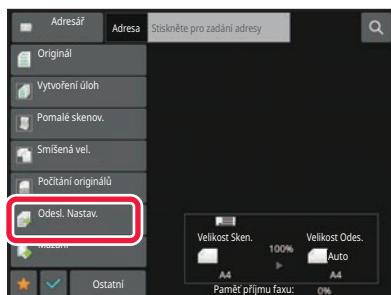 Adresář
Adresa
Stiskněte pro zadání adresy
Originál
Vytvoření úloh
Pomalé skenov.
Smíšená vel.
Počítání originálů
Odesl. Nastav.
Mazání
Ostatní
Velikost Sken.
Velikost Odes.
100%
Auto
A4
A4
Paměť příjmu faxu:
0%